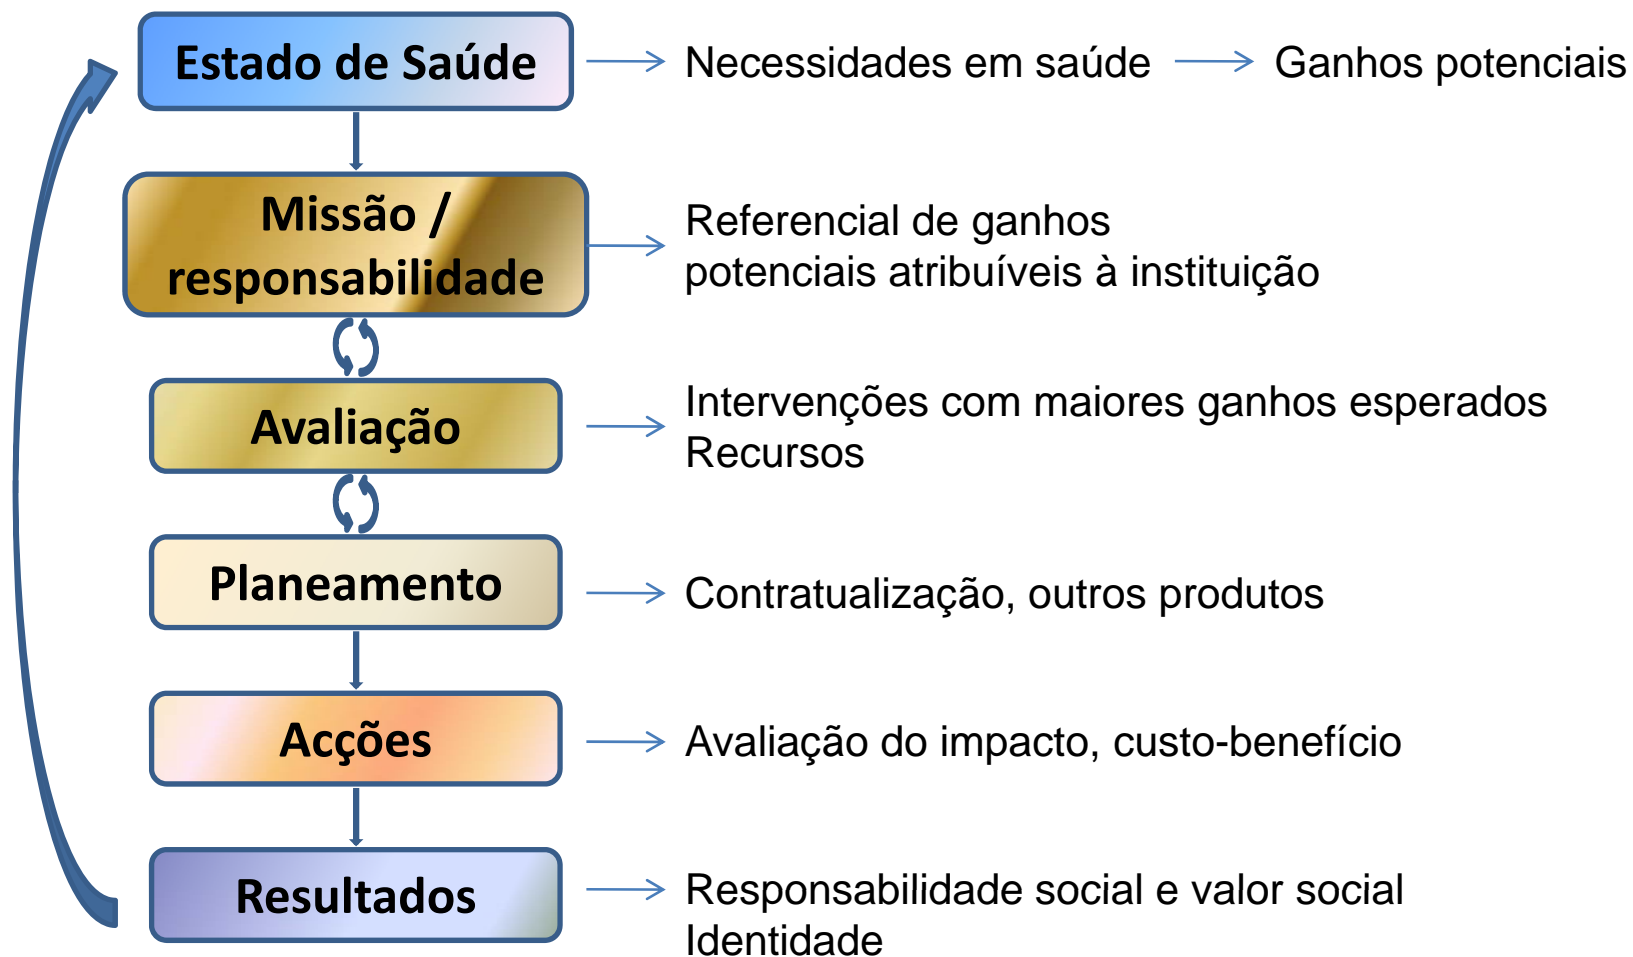 Estado de Saúde
Necessidades em saúde
Ganhos potenciais
Missão /
responsabilidade
Referencial de ganhos
potenciais atribuíveis à instituição
Avaliação
Intervenções com maiores ganhos esperados
Recursos
Planeamento
Contratualização, outros produtos
Acções
Avaliação do impacto, custo-benefício
Resultados
Responsabilidade social e valor social
Identidade